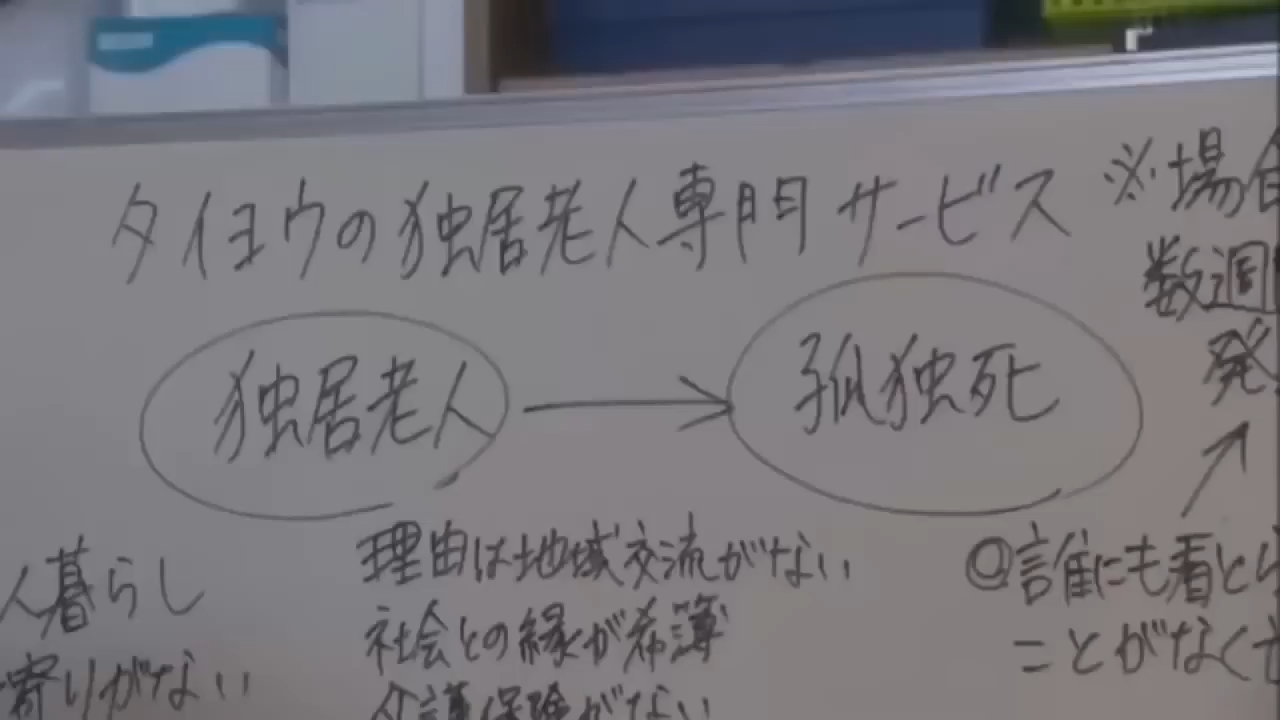 タイヨウの独居老人専門サービス
※場
数週
発
独居老人
孤独死
人暮らし
寄りがない
理由は地域交流がない
社会との縁が希薄
介護保険がない
◎誰にも看とら
ことがなく